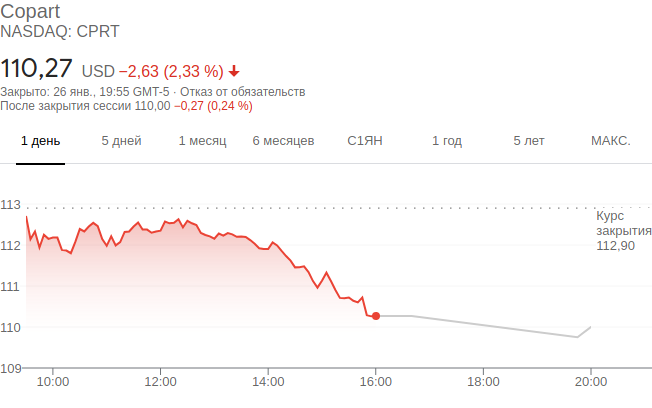 Copart
NASDAQ: CPRT
110,27 USD −2,63 (2,33 %)
Закрыто: 26 янв., 19:55 GMT-5 · Отказ от обязательств
После закрытия сессии 110,00 −0,27 (0,24 %)
1 день 5 дней 1 месяц 6 месяцев С1ЯН 1 год 5 лет МАКС.
113
Курс
закрытия
112,90
112
111
110
109
10:00 12:00 14:00 16:00 18:00 20:00